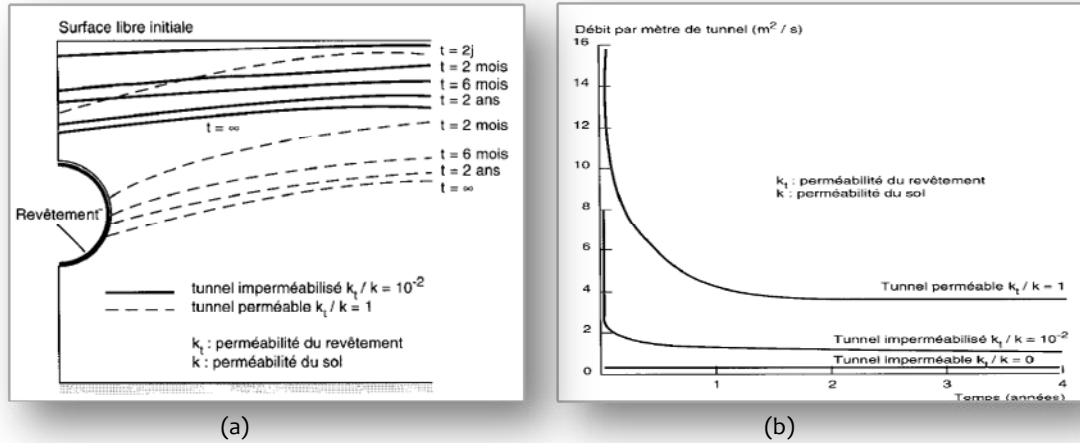 Surface libre initiale
t = 2j
t = 2 mois
t = 6 mois
t = 2 ans
t = ∞
t = 2 mois
t = 6 mois
t = 2 ans
t = ∞
Revêtement
tunnel imperméabilisé kt / k = 10-2
tunnel perméable kt / k = 1
kt : perméabilité du revêtement
k : perméabilité du sol
(a)
Débit par mètre de tunnel (m2 / s)
16
14
12
10
8
6
4
2
0
kt : perméabilité du revêtement
k : perméabilité du sol
Tunnel perméable kt / k = 1
Tunnel imperméabilisé kt / k = 10-2
Tunnel imperméable kt / k = 0
1
2
3
4
Temps (années)
(b)